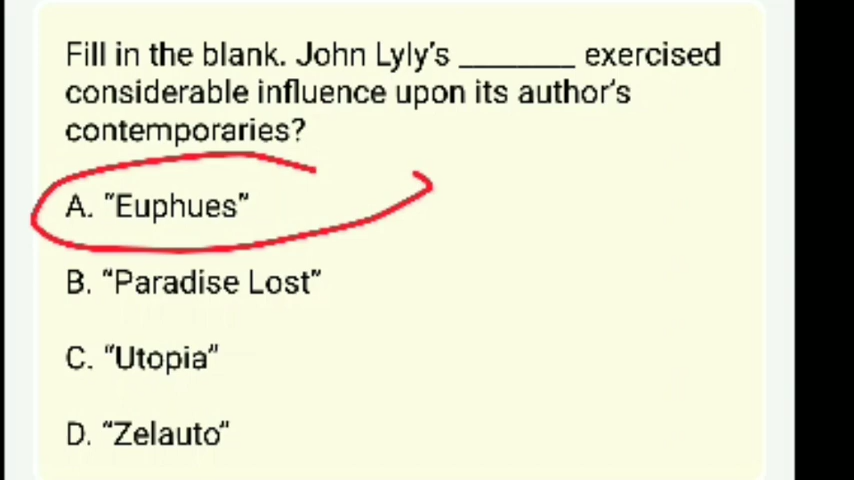 Fill in the blank. John Lyly’s ________ exercised
considerable influence upon its author’s
contemporaries?
A. “Euphues”
B. “Paradise Lost”
C. “Utopia”
D. “Zelauto”